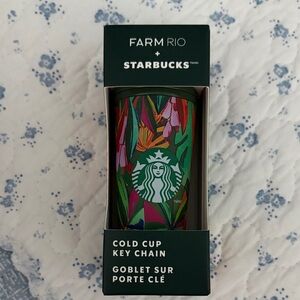 FARM RIO
+
STARBUCKS
COLD CUP
KEY CHAIN
GOBLET SUR
PORTE CLÉ